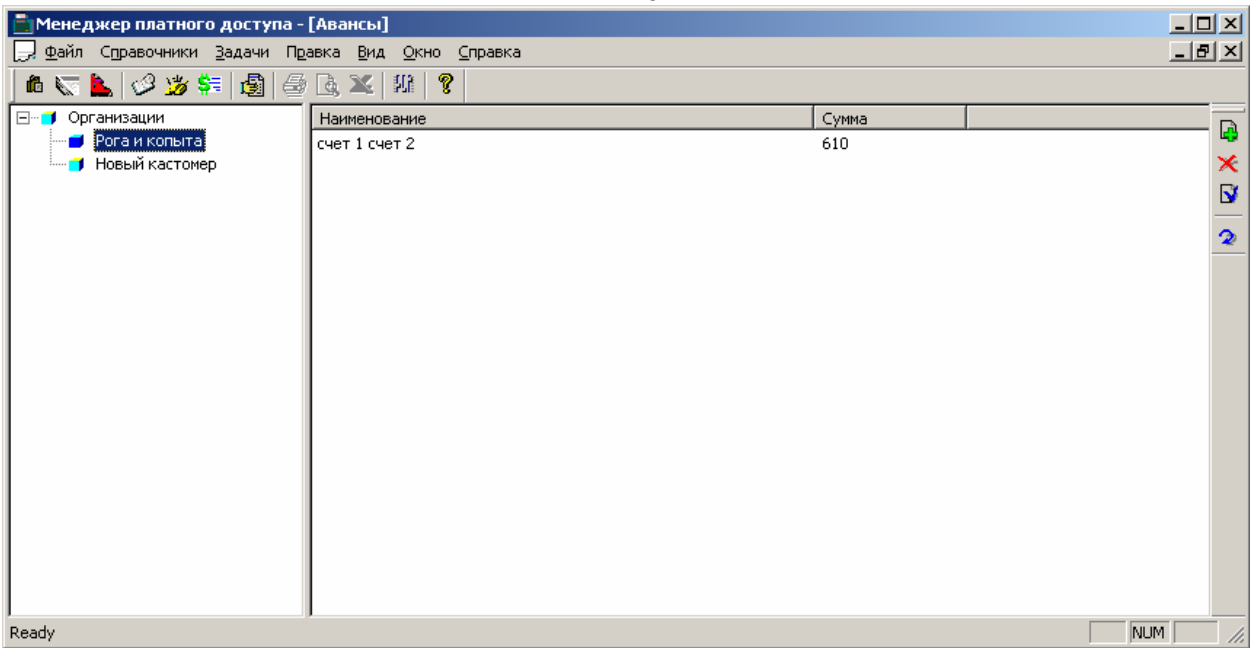 Менеджер платного доступа - [Авансы]
Файл Справочники Задачи Правка Вид Окно Справка
Организации
Рога и копыта
Новый кастомер
Наименование Сумма
счет 1 счет 2 610
Ready NUM